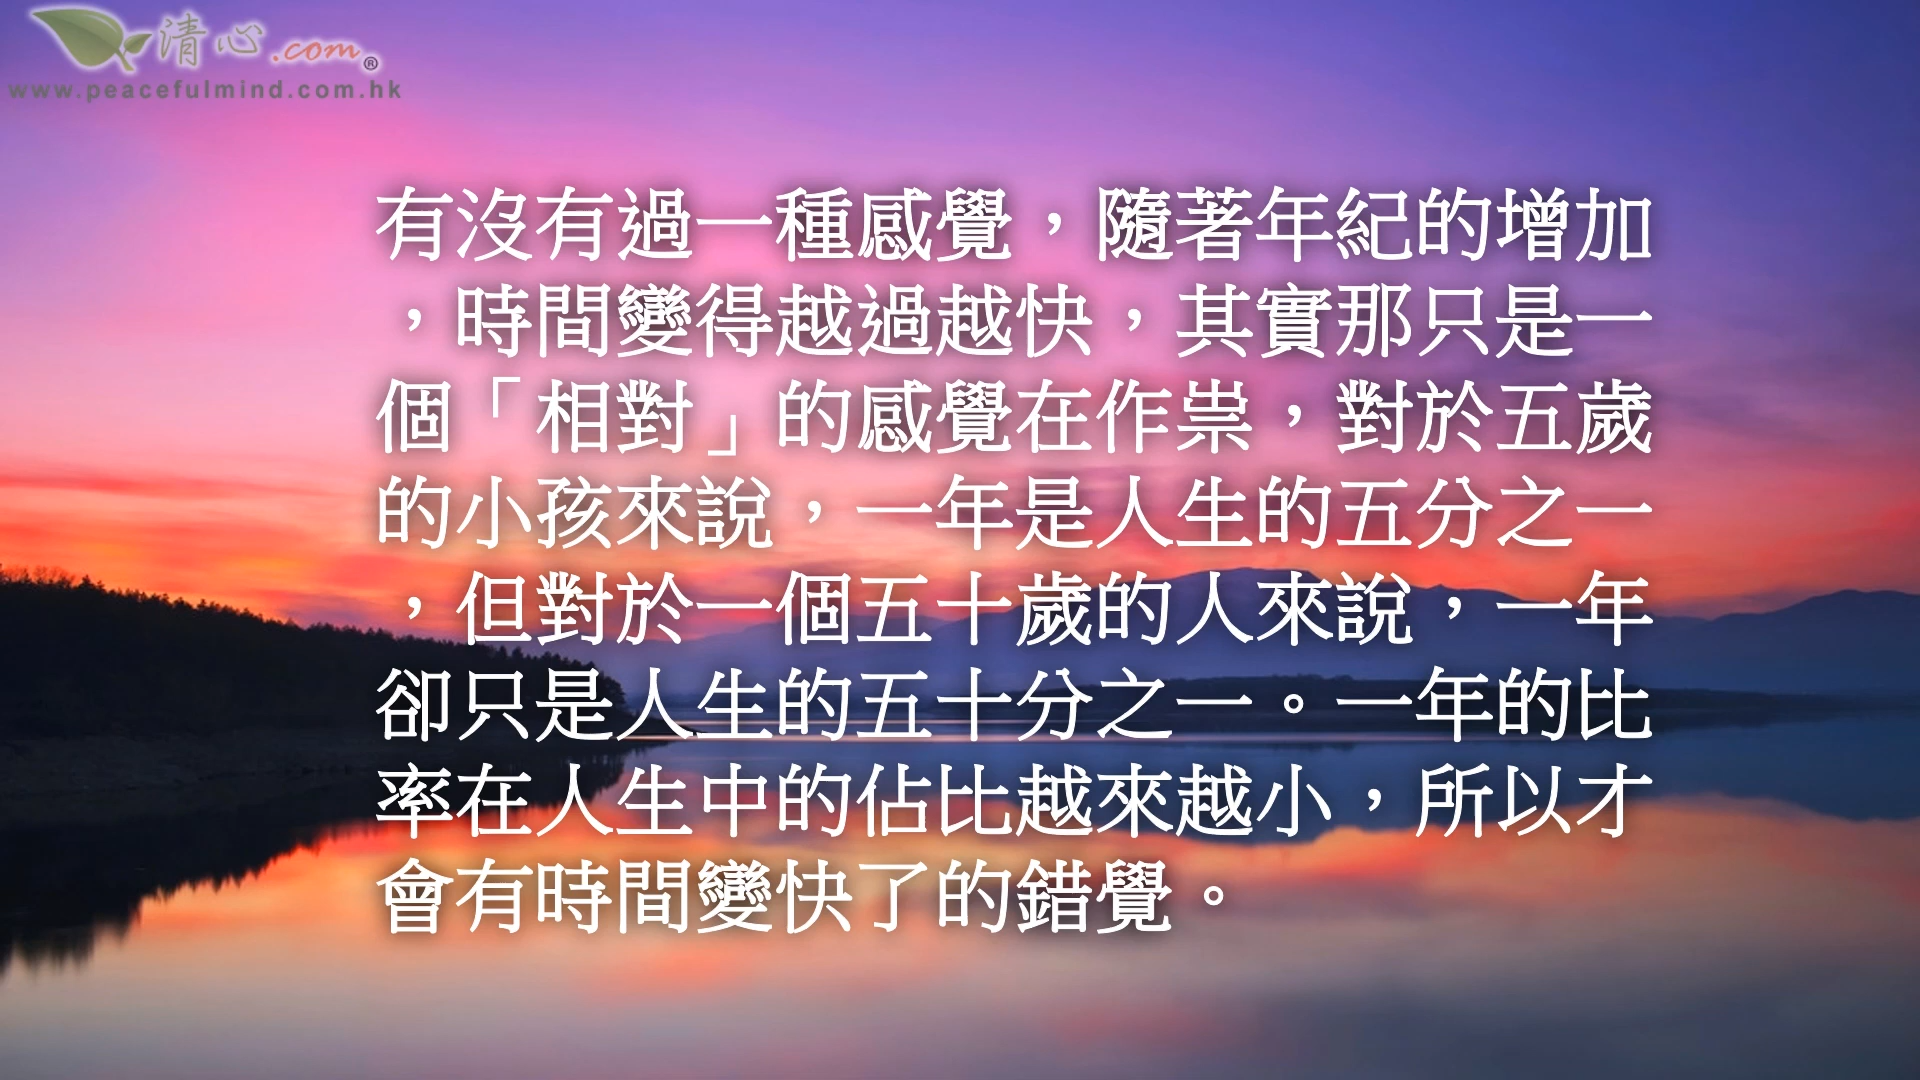 清心.com®
www.peacefulmind.com.hk
有沒有過一種感覺，隨著年紀的增加
，時間變得越過越快，其實那只是一
個「相對」的感覺在作祟，對於五歲
的小孩來說，一年是人生的五分之一
，但對於一個五十歲的人來說，一年
卻只是人生的五十分之一。一年的比
率在人生中的佔比越來越小，所以才
會有時間變快了的錯覺。